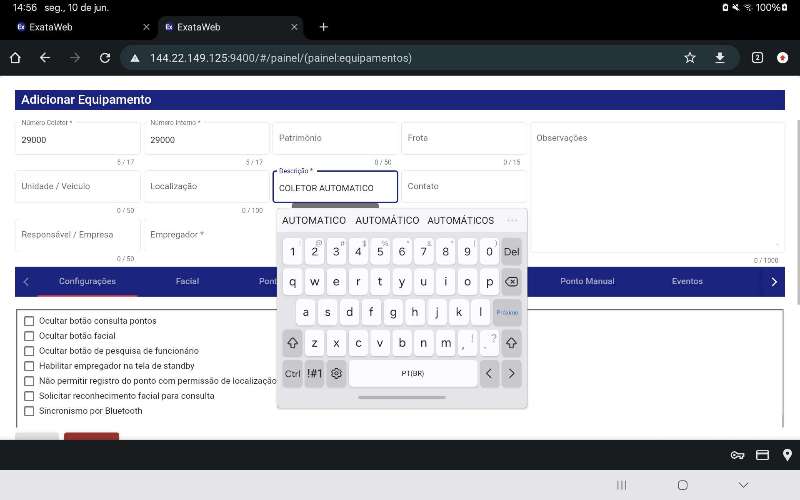 14:56 seg., 10 de jun. 100%
Ex ExataWeb Ex ExataWeb
144.22.149.125:9400/#/painel/(painel:equipamentos) 2
Adicionar Equipamento
Número Coletor * Número Interno * Patrimônio Frota Observações
29000 29000
5 / 17 5 / 17 0 / 50 0 / 15
Unidade / Veículo Localização Descrição * Contato
COLETOR AUTOMATICO
0 / 50 0 / 100
Responsável / Empresa Empregador *
0 / 50 0 / 1000
AUTOMATICO AUTOMÁTICO AUTOMÁTICOS ...
Configurações Facial Pont Ponto Manual Eventos
1 2 3 4 5 6 7 8 9 0 Del
q w e r t y u i o p
a s d f g h j k l Próximo
z x c v b n m , ! . ?
Ctrl !#1 PT(BR)
Ocultar botão consulta pontos
Ocultar botão facial
Ocultar botão de pesquisa de funcionário
Habilitar empregador na tela de standby
Não permitir registro do ponto com permissão de localização
Solicitar reconhecimento facial para consulta
Sincronismo por Bluetooth